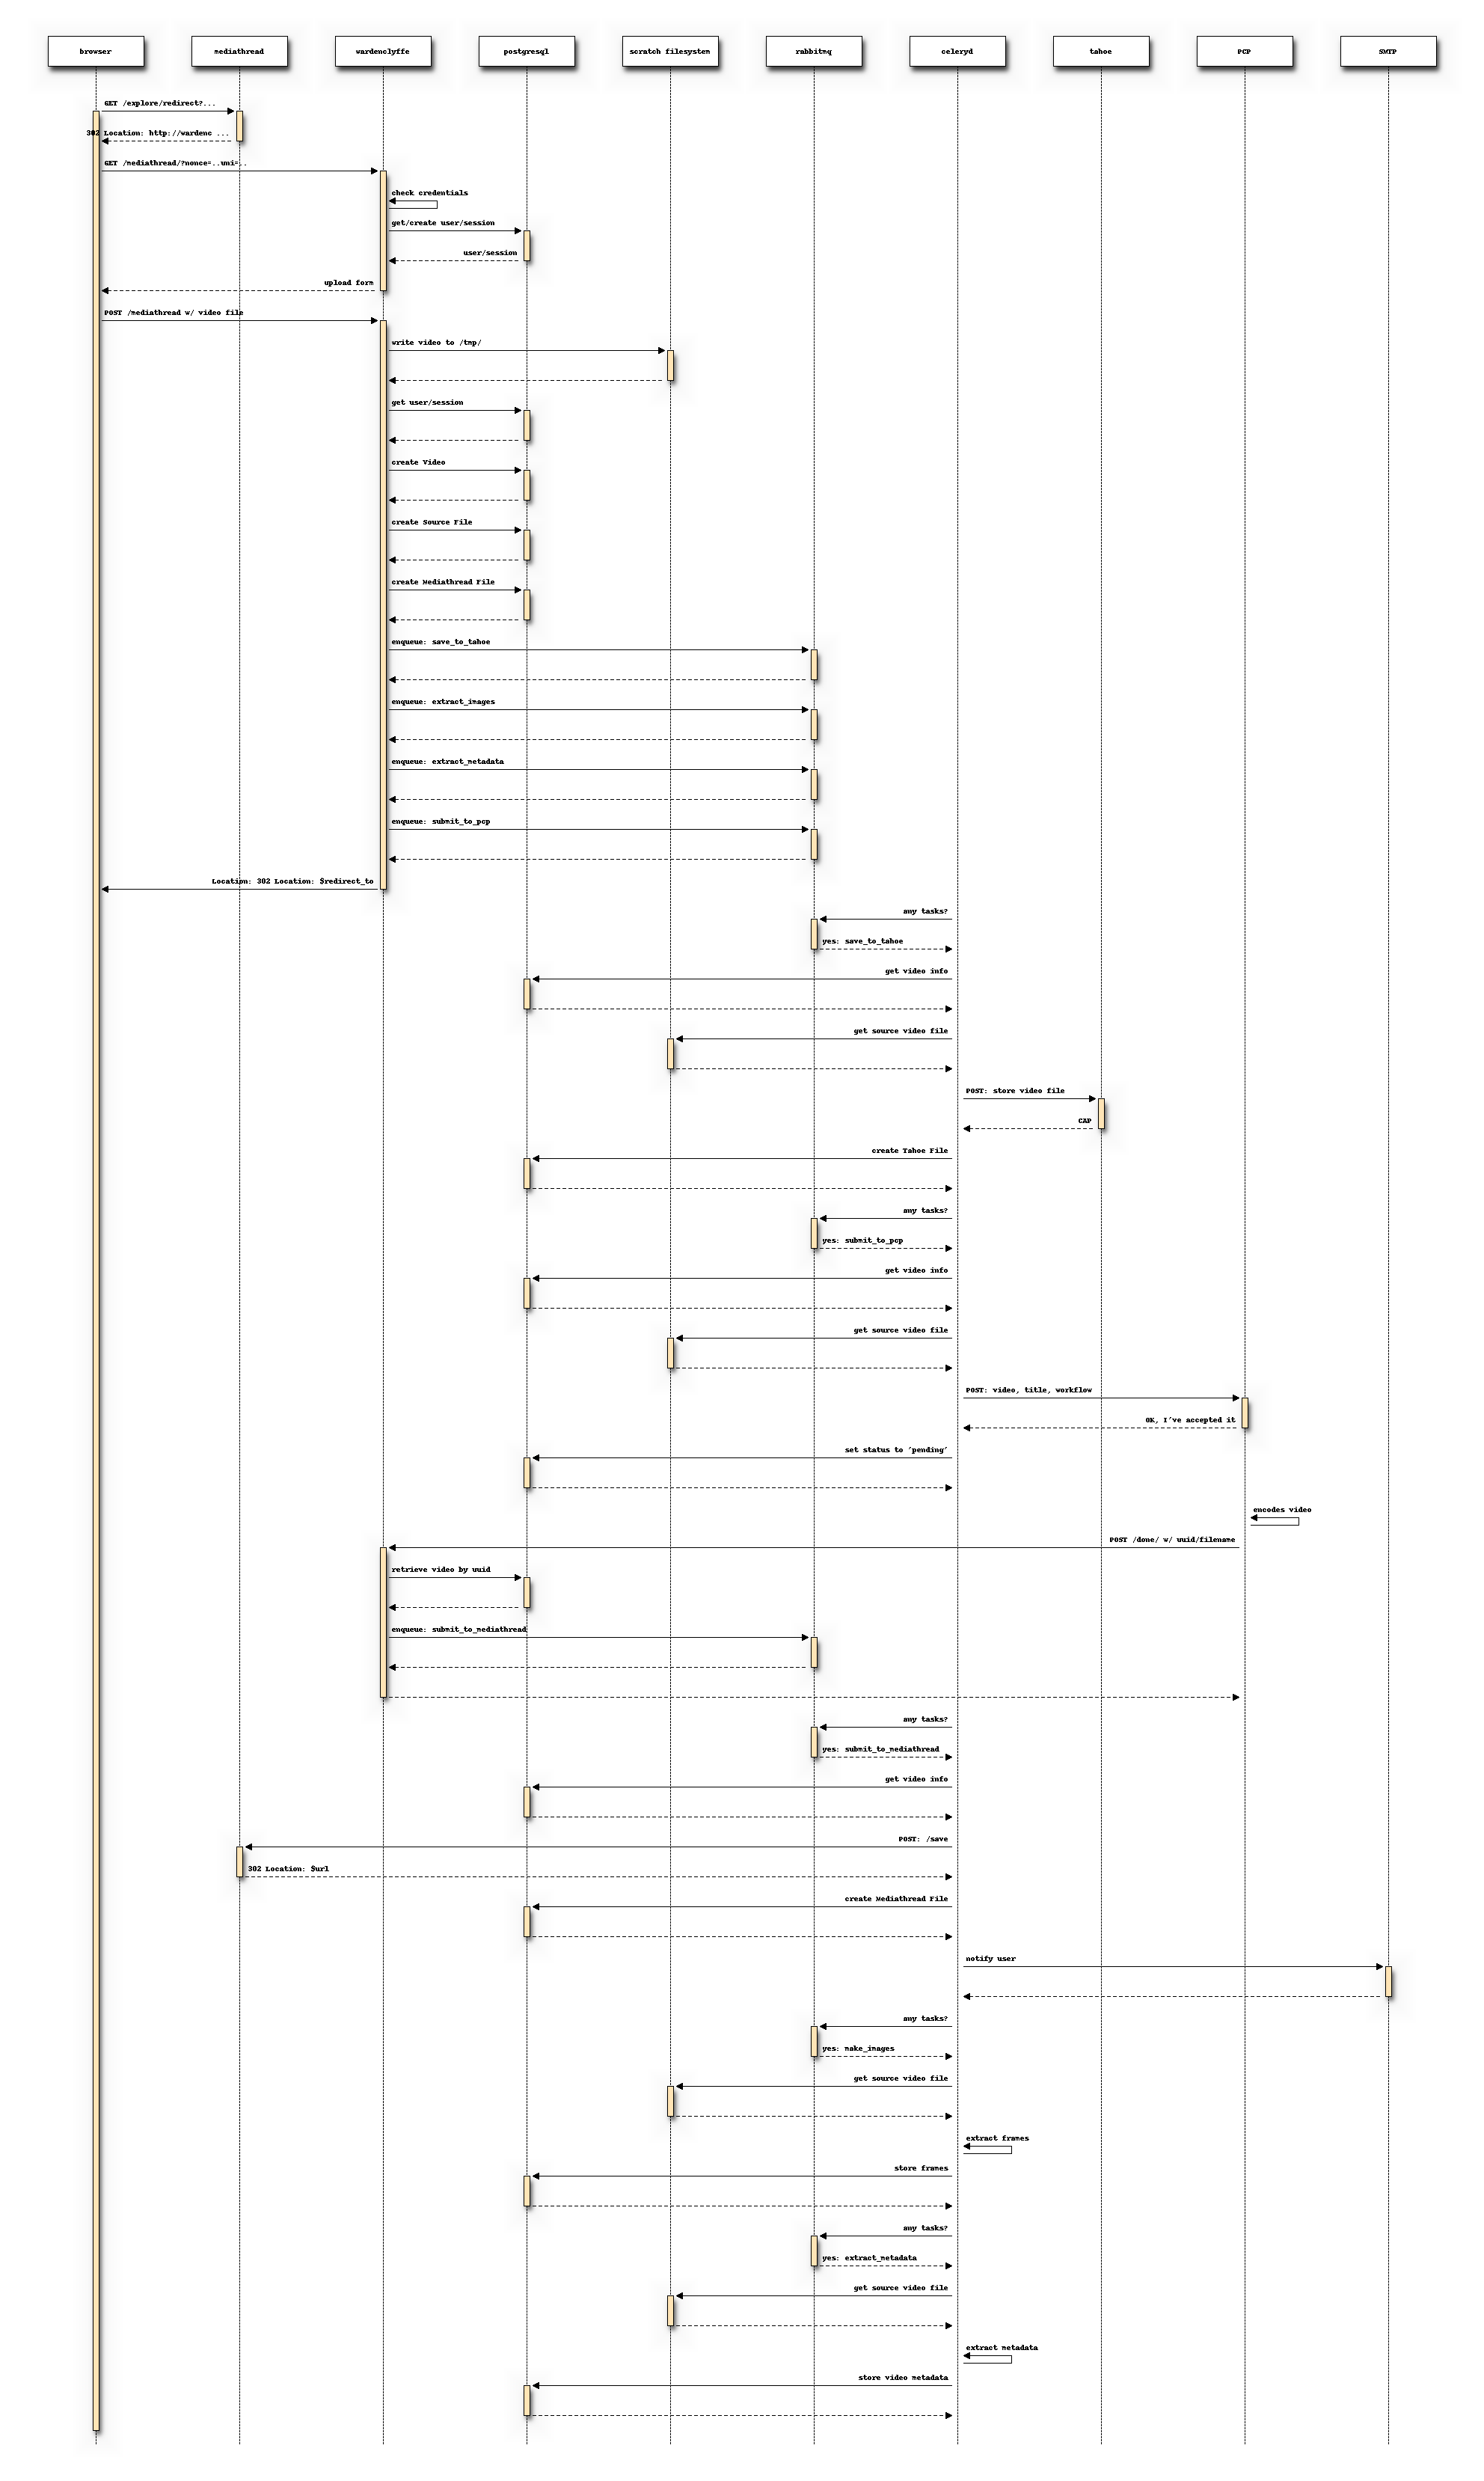 browser
mediathread
wardenclyffe
postgresql
scratch filesystem
rabbitmq
celeryd
tahoe
PCP
SMTP
GET /explore/redirect?...
302 Location: http://wardenc ...
GET /mediathread/?nonce=..uni=..
check credentials
get/create user/session
user/session
upload form
POST /mediathread w/ video file
write video to /tmp/
get user/session
create Video
create Source File
create Mediathread File
enqueue: save_to_tahoe
enqueue: extract_images
enqueue: extract_metadata
enqueue: submit_to_pcp
Location: 302 Location: $redirect_to
any tasks?
yes: save_to_tahoe
get video info
get source video file
POST: store video file
CAP
create Tahoe File
any tasks?
yes: submit_to_pcp
get video info
get source video file
POST: video, title, workflow
OK, I've accepted it
set status to 'pending'
encodes video
POST /done/ w/ uuid/filename
retrieve video by uuid
enqueue: submit_to_mediathread
any tasks?
yes: submit_to_mediathread
get video info
POST: /save
302 Location: $url
create Mediathread File
notify user
any tasks?
yes: make_images
get source video file
extract frames
store frames
any tasks?
yes: extract_metadata
get source video file
extract metadata
store video metadata